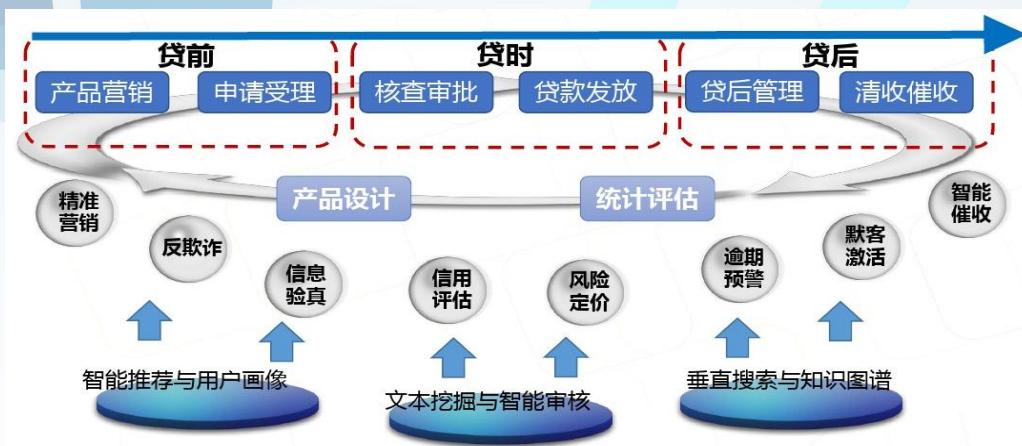 贷前
贷时
贷后
产品营销
申请受理
核查审批
贷款发放
贷后管理
清收催收
产品设计
统计评估
精准
营销
反欺诈
信息
验真
信用
评估
风险
定价
逾期
预警
默客
激活
智能
催收
智能推荐与用户画像
文本挖掘与智能审核
垂直搜索与知识图谱